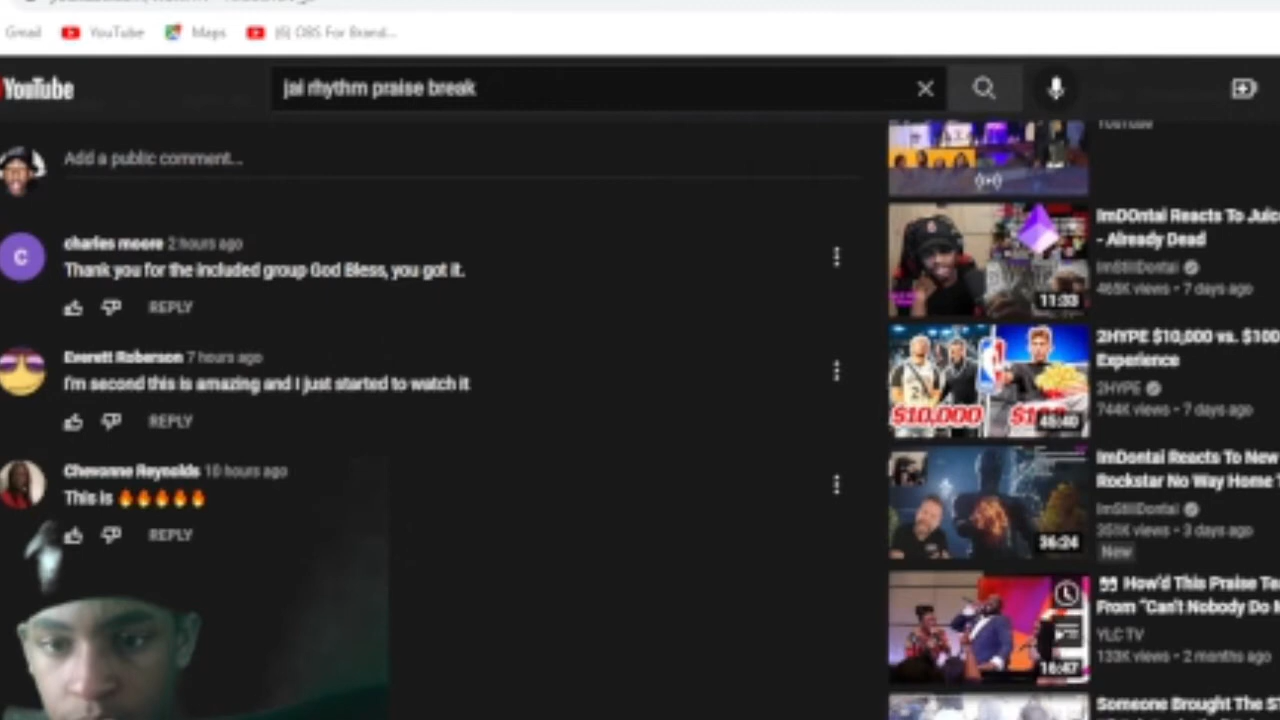 Gmail YouTube Maps (6) OBS For Brand...
YouTube
jai rhythm praise break
YouTube
Add a public comment...
C
charles moore 2 hours ago
Thank you for the included group God Bless, you got it.
REPLY
Everett Roberson 7 hours ago
I'm second this is amazing and I just started to watch it
REPLY
Chevonne Reynolds 10 hours ago
This is 🔥🔥🔥🔥🔥
REPLY
ImDOntai Reacts To Juic
- Already Dead
ImStillDontai
465K views • 7 days ago
11:33
2HYPE $10,000 vs. $100
Experience
2HYPE
744K views • 7 days ago
$10,000
45:40
ImDontai Reacts To New
Rockstar No Way Home T
ImStillDontai
351K views • 3 days ago
New
36:24
How'd This Praise Te
From "Can't Nobody Do M
YLC TV
133K views • 2 months ago
16:47
Someone Brought The S